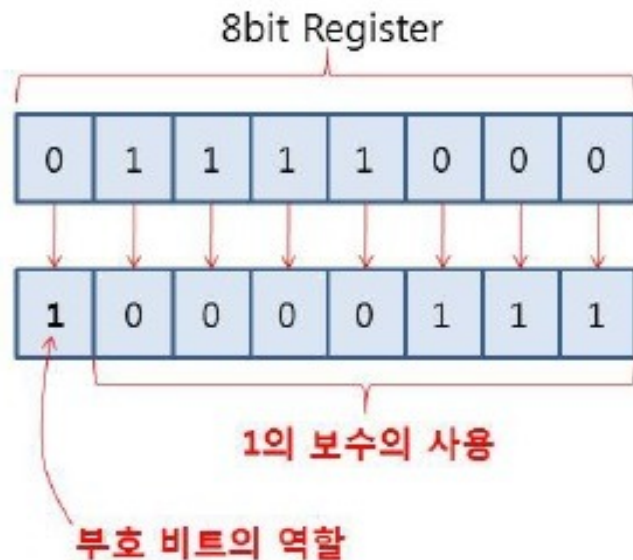 8bit Register
0 1 1 1 1 0 0 0
1 0 0 0 0 1 1 1
1의 보수의 사용
부호 비트의 역할